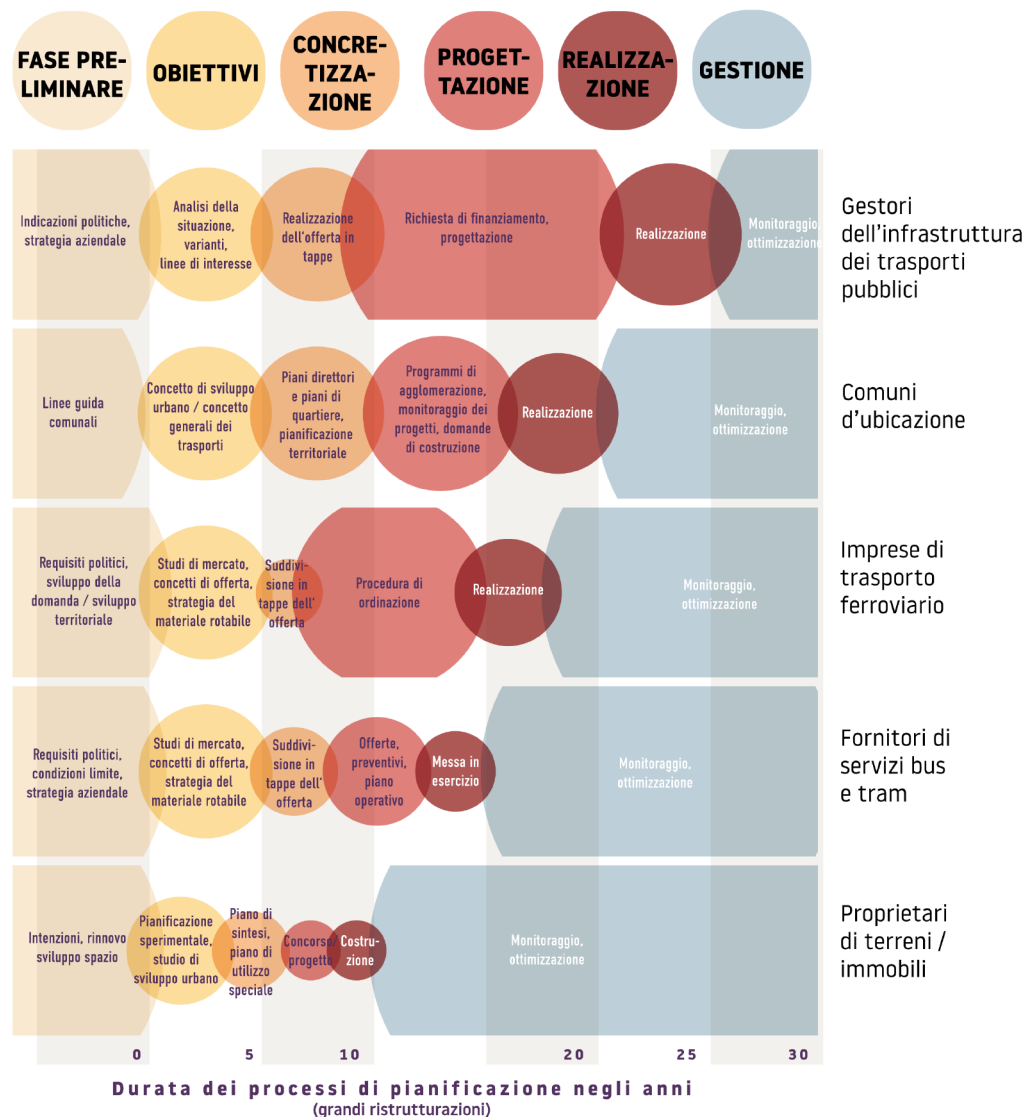 FASE PRE-
LIMINARE
OBIETTIVI
CONCRE-
TIZZA-
ZIONE
PROGET-
TAZIONE
REALIZZA-
ZIONE
GESTIONE
Indicazioni politiche,
strategia aziendale
Analisi della
situazione,
varianti,
linee di interesse
Realizzazione
dell'offerta in
tappe
Richiesta di finanziamento,
progettazione
Realizzazione
Monitoraggio,
ottimizzazione
Gestori
dell'infrastruttura
dei trasporti
pubblici
Linee guida
comunali
Concetto di sviluppo
urbano / concetto
generali dei
trasporti
Piani direttori
e piani di
quartiere,
pianificazione
territoriale
Programmi di
agglomerazione,
monitoraggio dei
progetti, domande
di costruzione
Realizzazione
Monitoraggio,
ottimizzazione
Comuni
d'ubicazione
Requisiti politici,
sviluppo della
domanda / sviluppo
territoriale
Studi di mercato,
concetti di offerta,
strategia del
materiale rotabile
Suddivi-
sione in
tappe dell'
offerta
Procedura di
ordinazione
Realizzazione
Monitoraggio,
ottimizzazione
Imprese di
trasporto
ferroviario
Requisiti politici,
condizioni limite,
strategia aziendale
Studi di mercato,
concetti di offerta,
strategia del
materiale rotabile
Suddivi-
sione in
tappe dell'
offerta
Offerte,
preventivi,
piano
operativo
Messa in
esercizio
Monitoraggio,
ottimizzazione
Fornitori di
servizi bus
e tram
Intenzioni, rinnovo
sviluppo spazio
Pianificazione
sperimentale,
studio di
sviluppo urbano
Piano di
sintesi,
piano di
utilizzo
speciale
Concorso/
progetto
Costru-
zione
Monitoraggio,
ottimizzazione
Proprietari
di terreni /
immobili
0 5 10 20 25 30
Durata dei processi di pianificazione negli anni
(grandi ristrutturazioni)